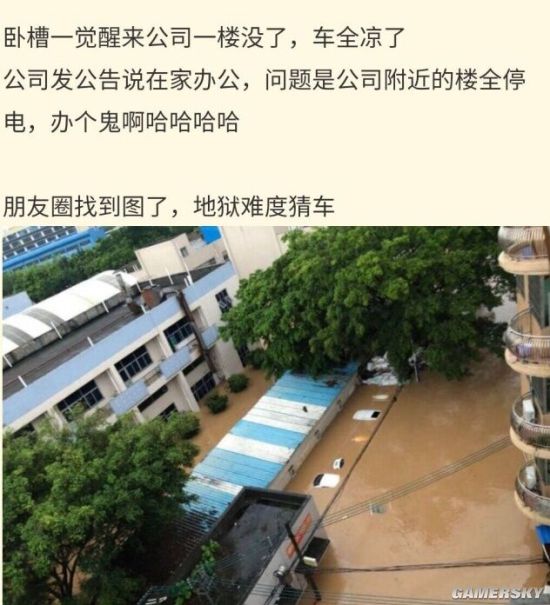 卧槽一觉醒来公司一楼没了，车全凉了
公司发公告说在家办公，问题是公司附近的楼全停
电，办个鬼啊哈哈哈哈
朋友圈找到图了，地狱难度猜车
GAMERSKY